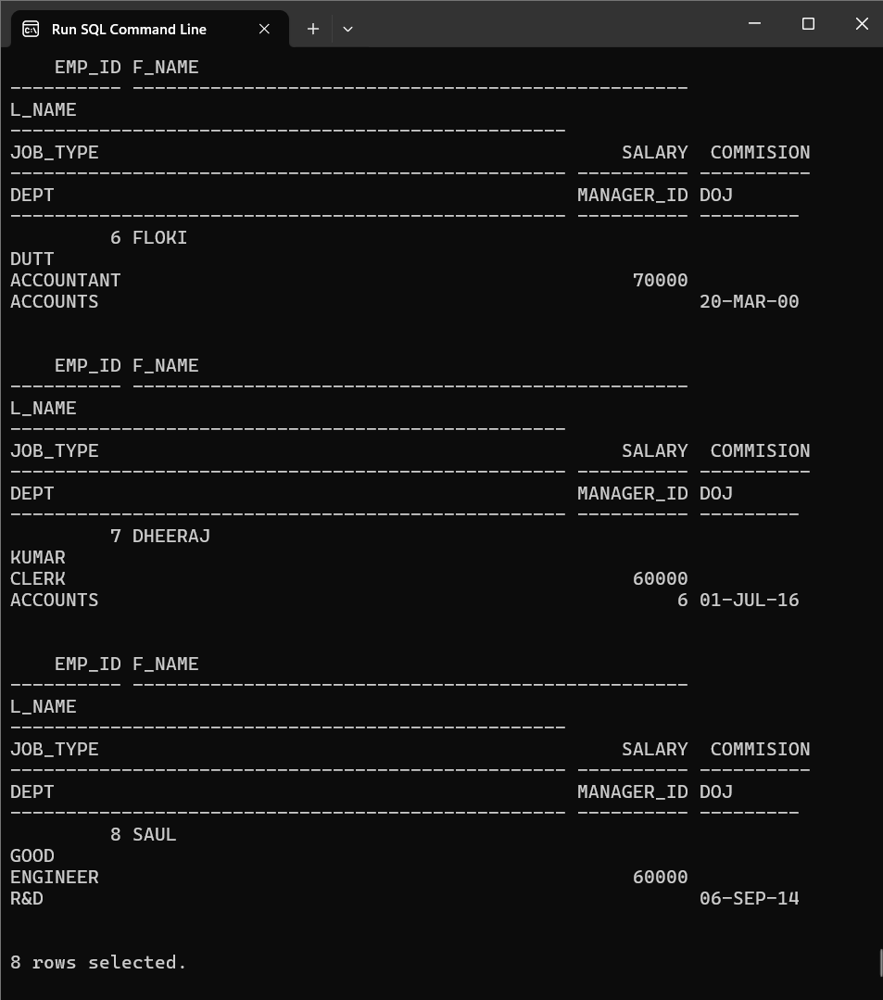 Run SQL Command Line
    EMP_ID F_NAME
---------- --------------------------------------------------
L_NAME
--------------------------------------------------
JOB_TYPE                                               SALARY  COMMISION
-------------------------------------------------- ---------- ----------
DEPT                                               MANAGER_ID DOJ
-------------------------------------------------- ---------- ---------
         6 FLOKI
DUTT
ACCOUNTANT                                              70000
ACCOUNTS                                                      20-MAR-00
    EMP_ID F_NAME
---------- --------------------------------------------------
L_NAME
--------------------------------------------------
JOB_TYPE                                               SALARY  COMMISION
-------------------------------------------------- ---------- ----------
DEPT                                               MANAGER_ID DOJ
-------------------------------------------------- ---------- ---------
         7 DHEERAJ
KUMAR
CLERK                                                   60000
ACCOUNTS                                                    6 01-JUL-16
    EMP_ID F_NAME
---------- --------------------------------------------------
L_NAME
--------------------------------------------------
JOB_TYPE                                               SALARY  COMMISION
-------------------------------------------------- ---------- ----------
DEPT                                               MANAGER_ID DOJ
-------------------------------------------------- ---------- ---------
         8 SAUL
GOOD
ENGINEER                                                60000
R&D                                                           06-SEP-14
8 rows selected.